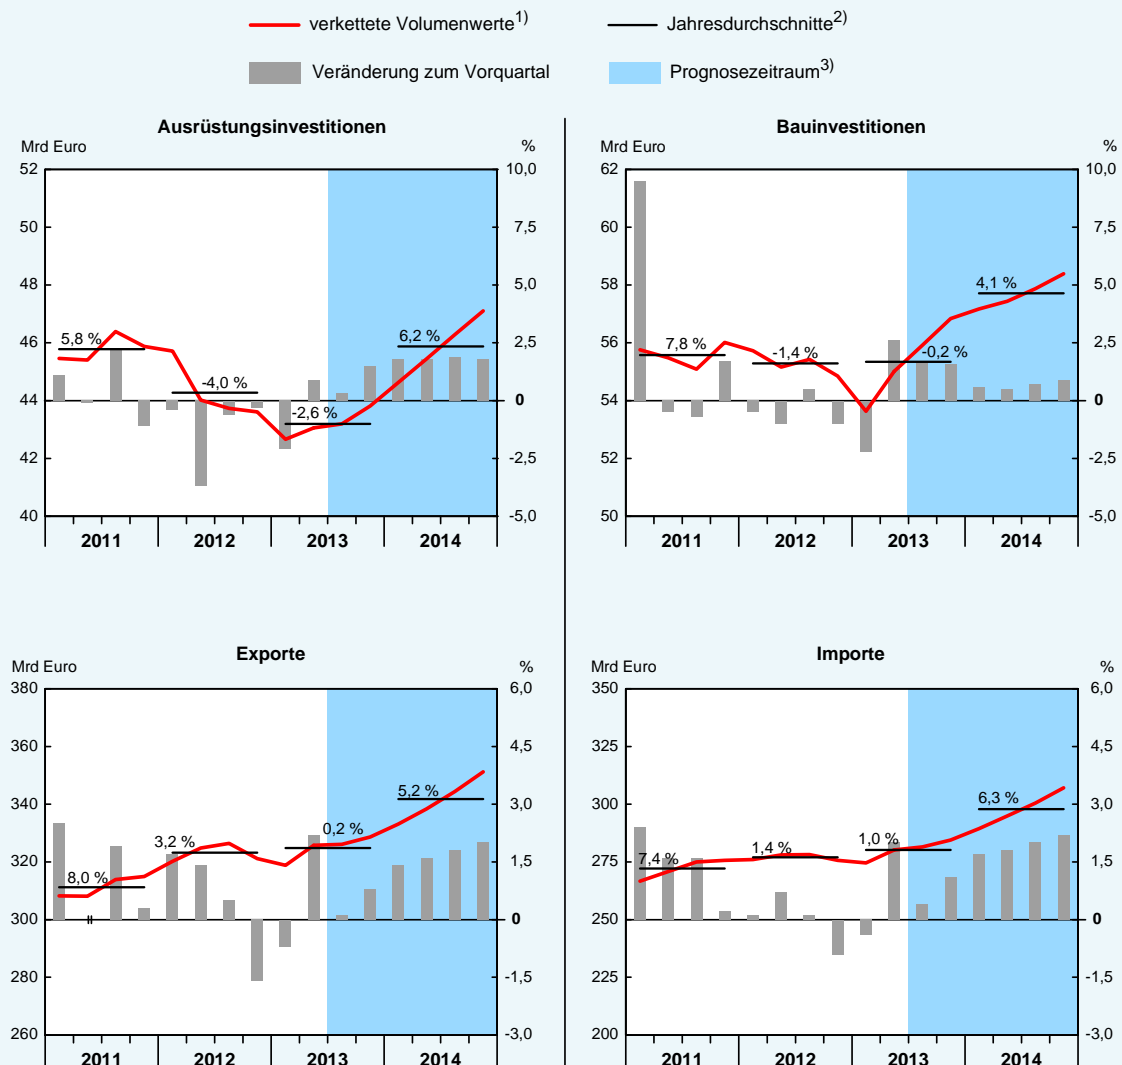 verkettete Volumenwerte1) Jahresdurchschnitte2)
Veränderung zum Vorquartal Prognosezeitraum3)
Ausrüstungsinvestitionen
Mrd Euro %
52 10,0
50 7,5
48 5,0
46 2,5
44 0
42 -2,5
40 -5,0
5,8 % -4,0 % -2,6 % 6,2 %
2011 2012 2013 2014
Bauinvestitionen
Mrd Euro %
62 10,0
60 7,5
58 5,0
56 2,5
54 0
52 -2,5
50 -5,0
7,8 % -1,4 % -0,2 % 4,1 %
2011 2012 2013 2014
Exporte
Mrd Euro %
380 6,0
360 4,5
340 3,0
320 1,5
300 0
280 -1,5
260 -3,0
8,0 % 3,2 % 0,2 % 5,2 %
2011 2012 2013 2014
Importe
Mrd Euro %
350 6,0
325 4,5
300 3,0
275 1,5
250 0
225 -1,5
200 -3,0
7,4 % 1,4 % 1,0 % 6,3 %
2011 2012 2013 2014